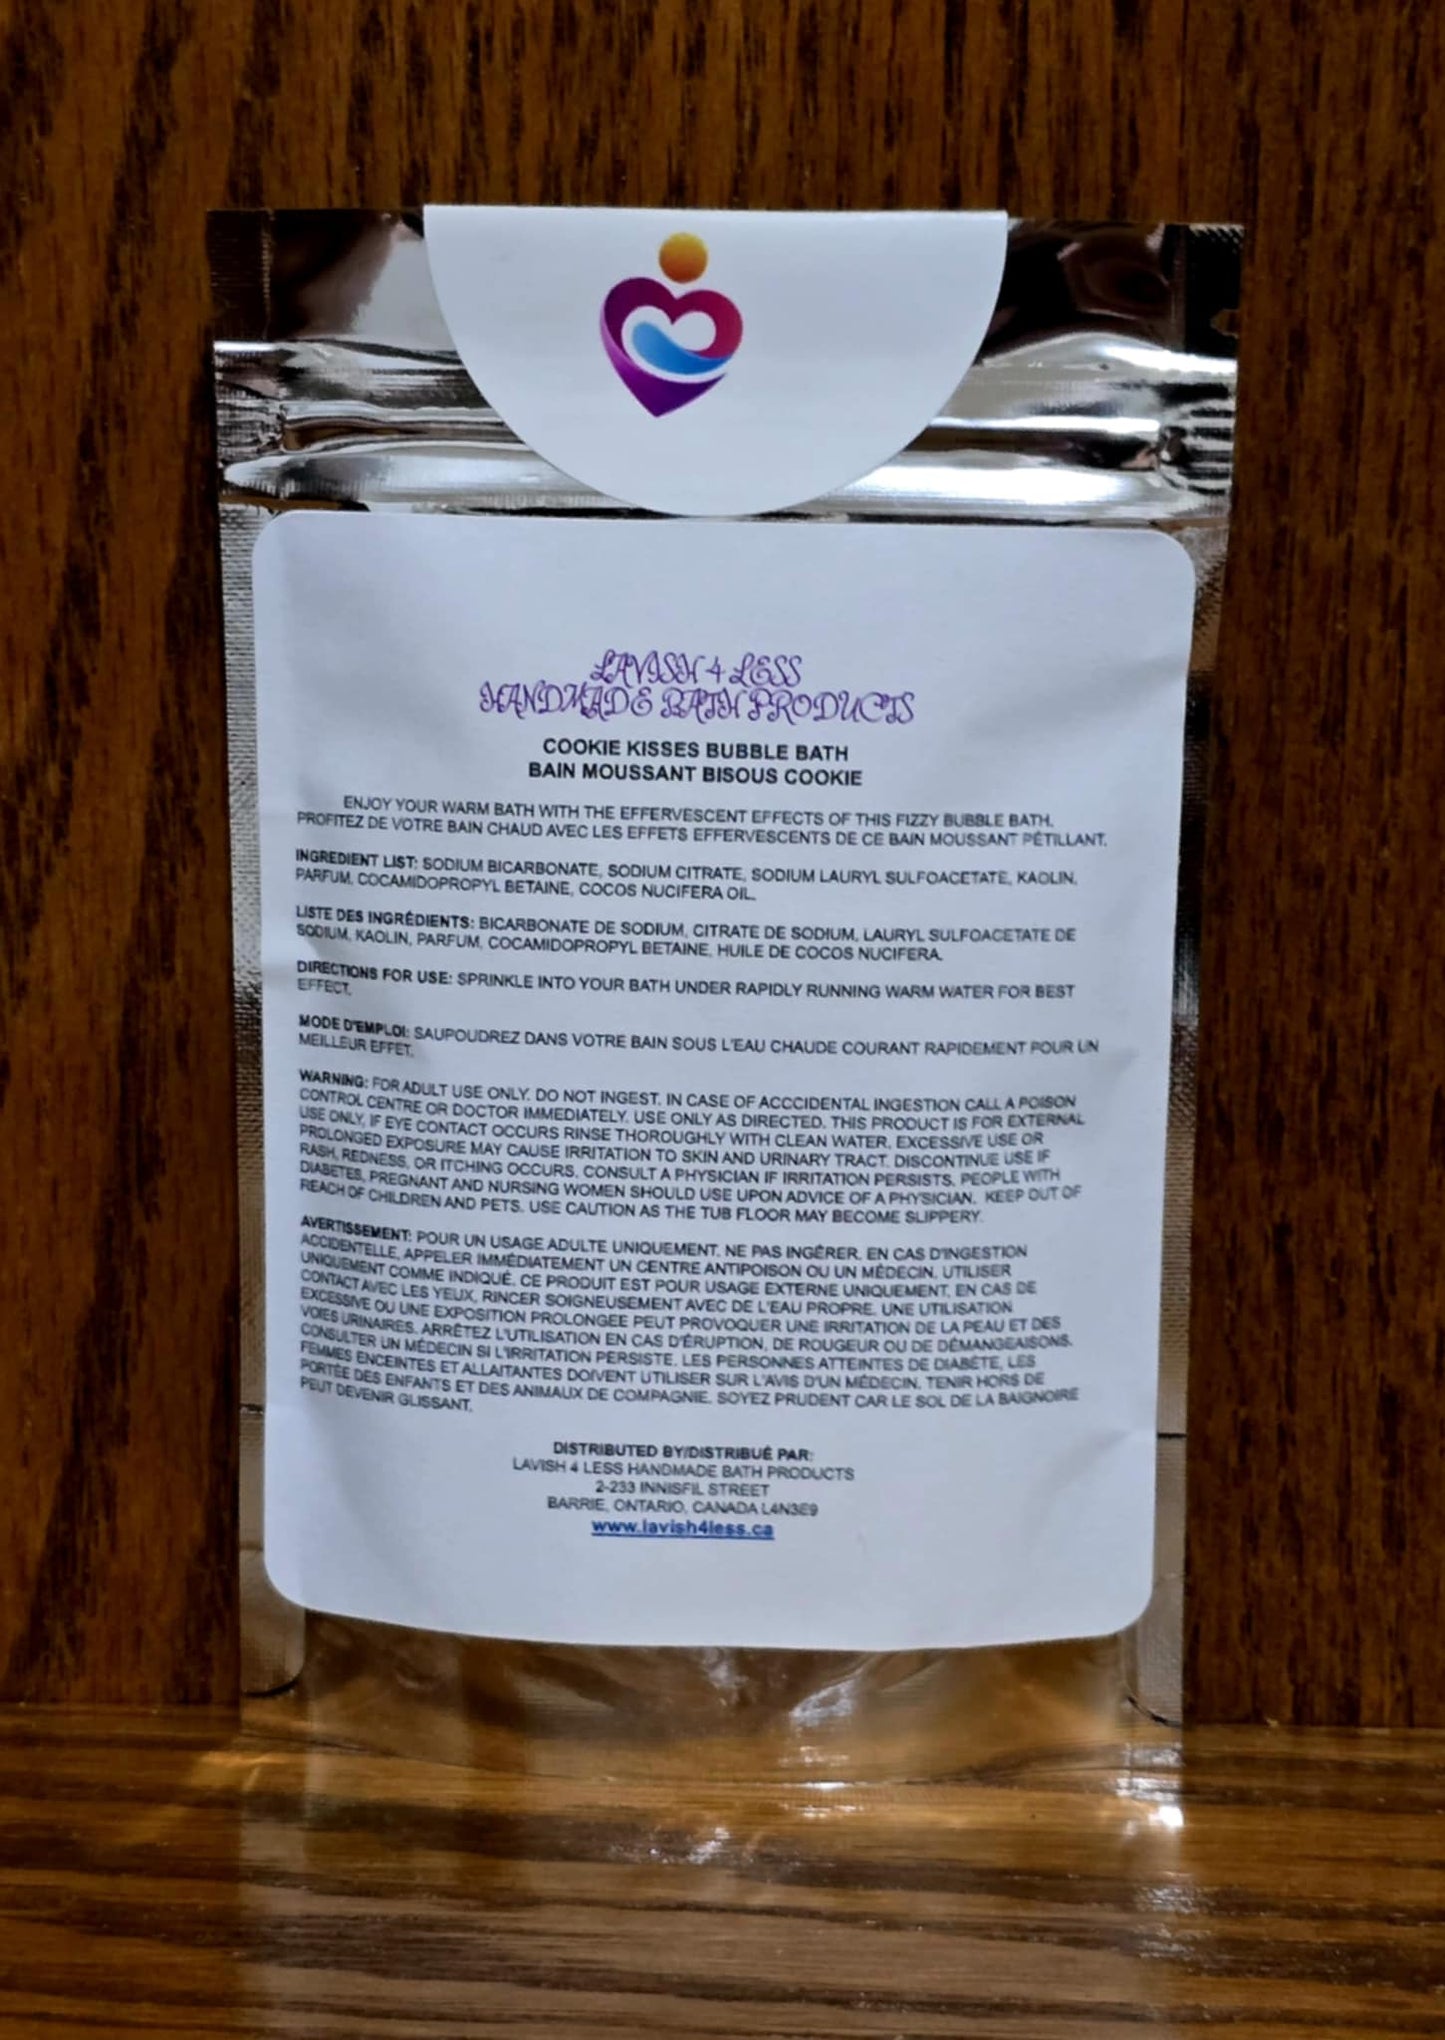 LAVISH 4 LESS
HANDMADE BATH PRODUCTS
COOKIE KISSES BUBBLE BATH
BAIN MOUSSANT BISOUS COOKIE
ENJOY YOUR WARM BATH WITH THE EFFERVESCENT EFFECTS OF THIS FIZZY BUBBLE BATH.
PROFITEZ DE VOTRE BAIN CHAUD AVEC LES EFFETS EFFERVESCENTS DE CE BAIN MOUSSANT PÉTILLANT.
INGREDIENT LIST: SODIUM BICARBONATE, SODIUM CITRATE, SODIUM LAURYL SULFOACETATE, KAOLIN,
PARFUM, COCAMIDOPROPYL BETAINE, COCOS NUCIFERA OIL.
LISTE DES INGRÉDIENTS: BICARBONATE DE SODIUM, CITRATE DE SODIUM, LAURYL SULFOACETATE DE
SODIUM, KAOLIN, PARFUM, COCAMIDOPROPYL BETAINE, HUILE DE COCOS NUCIFERA.
DIRECTIONS FOR USE: SPRINKLE INTO YOUR BATH UNDER RAPIDLY RUNNING WARM WATER FOR BEST
EFFECT.
MODE D'EMPLOI: SAUPOUDREZ DANS VOTRE BAIN SOUS L'EAU CHAUDE COURANT RAPIDEMENT POUR UN
MEILLEUR EFFET.
WARNING: FOR ADULT USE ONLY. DO NOT INGEST. IN CASE OF ACCCIDENTAL INGESTION CALL A POISON
CONTROL CENTRE OR DOCTOR IMMEDIATELY. USE ONLY AS DIRECTED. THIS PRODUCT IS FOR EXTERNAL
USE ONLY, IF EYE CONTACT OCCURS RINSE THOROUGHLY WITH CLEAN WATER. EXCESSIVE USE OR
PROLONGED EXPOSURE MAY CAUSE IRRITATION TO SKIN AND URINARY TRACT. DISCONTINUE USE IF
RASH, REDNESS, OR ITCHING OCCURS. CONSULT A PHYSICIAN IF IRRITATION PERSISTS. PEOPLE WITH
DIABETES, PREGNANT AND NURSING WOMEN SHOULD USE UPON ADVICE OF A PHYSICIAN. KEEP OUT OF
REACH OF CHILDREN AND PETS. USE CAUTION AS THE TUB FLOOR MAY BECOME SLIPPERY.
AVERTISSEMENT: POUR UN USAGE ADULTE UNIQUEMENT. NE PAS INGÉRER. EN CAS D'INGESTION
ACCIDENTELLE, APPELER IMMÉDIATEMENT UN CENTRE ANTIPOISON OU UN MÉDECIN. UTILISER
UNIQUEMENT COMME INDIQUÉ. CE PRODUIT EST POUR USAGE EXTERNE UNIQUEMENT, EN CAS DE
CONTACT AVEC LES YEUX, RINCER SOIGNEUSEMENT AVEC DE L'EAU PROPRE. UNE UTILISATION
EXCESSIVE OU UNE EXPOSITION PROLONGEE PEUT PROVOQUER UNE IRRITATION DE LA PEAU ET DES
VOIES URINAIRES. ARRÊTEZ L'UTILISATION EN CAS D'ÉRUPTION, DE ROUGEUR OU DE DÉMANGEAISONS.
CONSULTER UN MÉDECIN SI L'IRRITATION PERSISTE. LES PERSONNES ATTEINTES DE DIABÈTE, LES
FEMMES ENCEINTES ET ALLAITANTES DOIVENT UTILISER SUR L'AVIS D'UN MÉDECIN. TENIR HORS DE
PORTÉE DES ENFANTS ET DES ANIMAUX DE COMPAGNIE. SOYEZ PRUDENT CAR LE SOL DE LA BAIGNOIRE
PEUT DEVENIR GLISSANT.
DISTRIBUTED BY/DISTRIBUÉ PAR:
LAVISH 4 LESS HANDMADE BATH PRODUCTS
2-233 INNISFIL STREET
BARRIE, ONTARIO, CANADA L4N3E9
www.lavish4less.ca